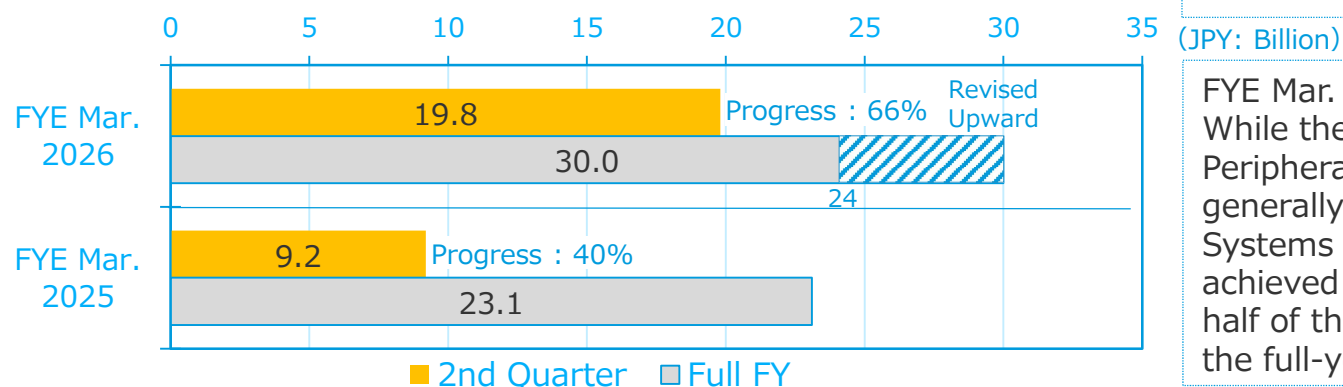 0 5 10 15 20 25 30 35
(JPY: Billion)
FYE Mar.
2026
19.8
Progress : 66%
Revised
Upward
30.0
24
FYE Mar.
2025
9.2
Progress : 40%
23.1
2nd Quarter Full FY
FYE Mar.
While the
Periphera
generally
Systems
achieved
half of th
the full-y